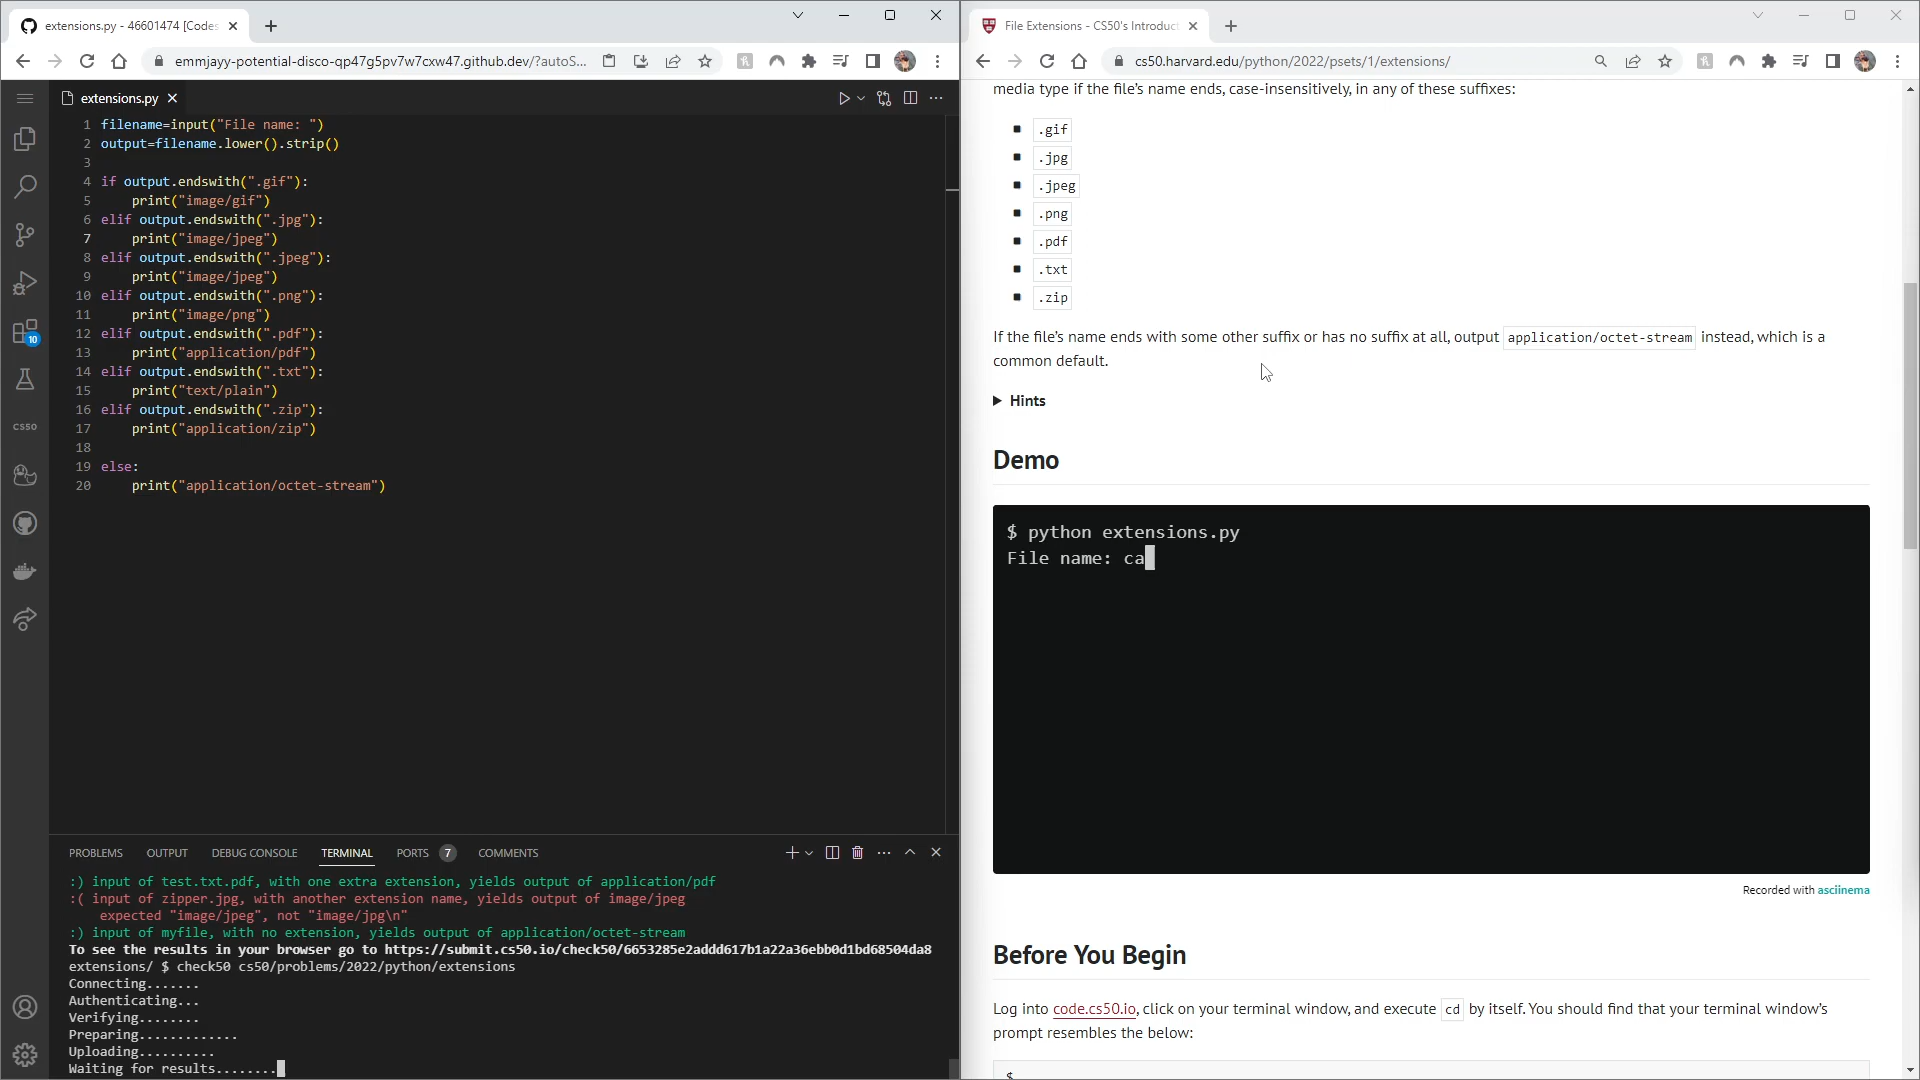 extensions.py - 46601474 [Codes
emmjayy-potential-disco-qp47g5pv7w7cxw47.github.dev/?autoS...
extensions.py
1 filename=input("File name: ")
2 output=filename.lower().strip()
3
4 if output.endswith(".gif"):
5 print("image/gif")
6 elif output.endswith(".jpg"):
7 print("image/jpeg")
8 elif output.endswith(".jpeg"):
9 print("image/jpeg")
10 elif output.endswith(".png"):
11 print("image/png")
12 elif output.endswith(".pdf"):
13 print("application/pdf")
14 elif output.endswith(".txt"):
15 print("text/plain")
16 elif output.endswith(".zip"):
17 print("application/zip")
18
19 else:
20 print("application/octet-stream")
10
CS50
PROBLEMS OUTPUT DEBUG CONSOLE TERMINAL PORTS 7 COMMENTS
:) input of test.txt.pdf, with one extra extension, yields output of application/pdf
:( input of zipper.jpg, with another extension name, yields output of image/jpeg
expected "image/jpeg", not "image/jpg\n"
:) input of myfile, with no extension, yields output of application/octet-stream
To see the results in your browser go to https://submit.cs50.io/check50/6653285e2addd617b1a22a36ebb0d1bd68504da8
extensions/ $ check50 cs50/problems/2022/python/extensions
Connecting.......
Authenticating...
Verifying........
Preparing.............
Uploading..........
Waiting for results........
File Extensions - CS50's Introduct
cs50.harvard.edu/python/2022/psets/1/extensions/
media type if the file’s name ends, case-insensitively, in any of these suffixes:
.gif
.jpg
.jpeg
.png
.pdf
.txt
.zip
If the file’s name ends with some other suffix or has no suffix at all, output application/octet-stream instead, which is a
common default.
Hints
Demo
$ python extensions.py
File name: ca
Recorded with asciinema
Before You Begin
Log into code.cs50.io, click on your terminal window, and execute cd by itself. You should find that your terminal window’s
prompt resembles the below:
$